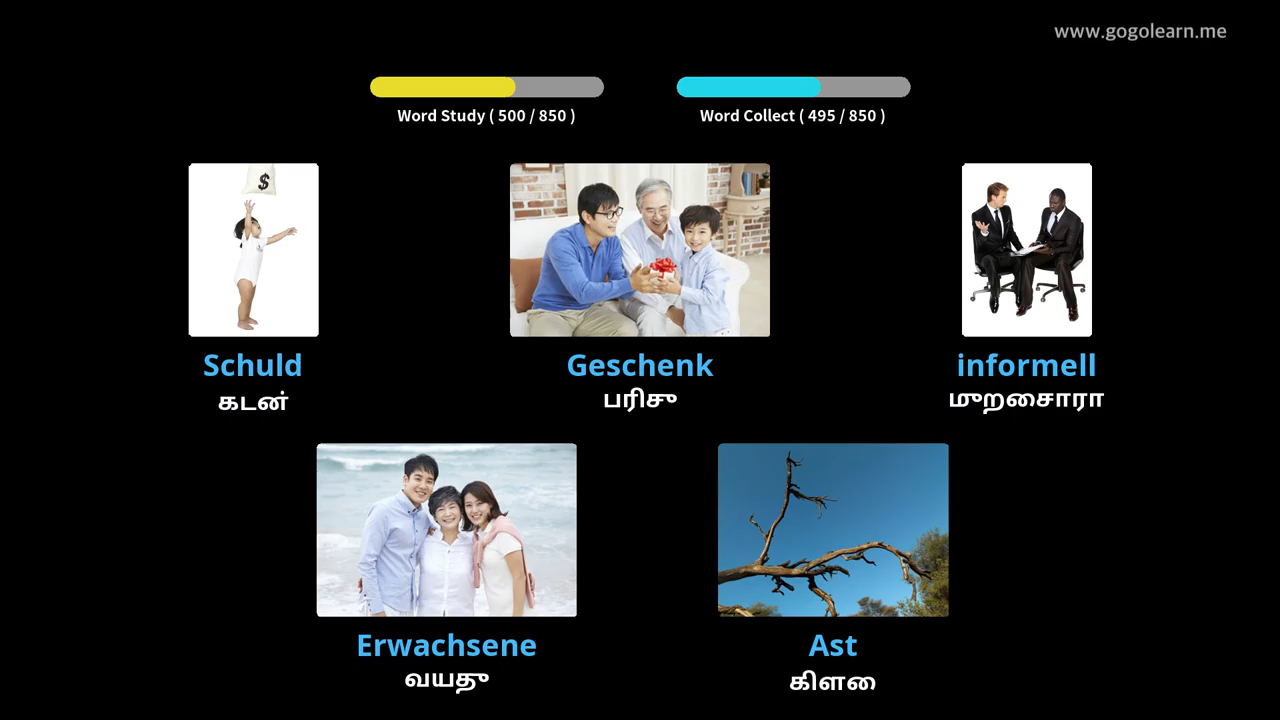 www.gogolearn.me
Word Study ( 500 / 850 )
Word Collect ( 495 / 850 )
$
Schuld
கடன்
Geschenk
பரிசு
informell
முறைசாரா
Erwachsene
வயது
Ast
கிளை